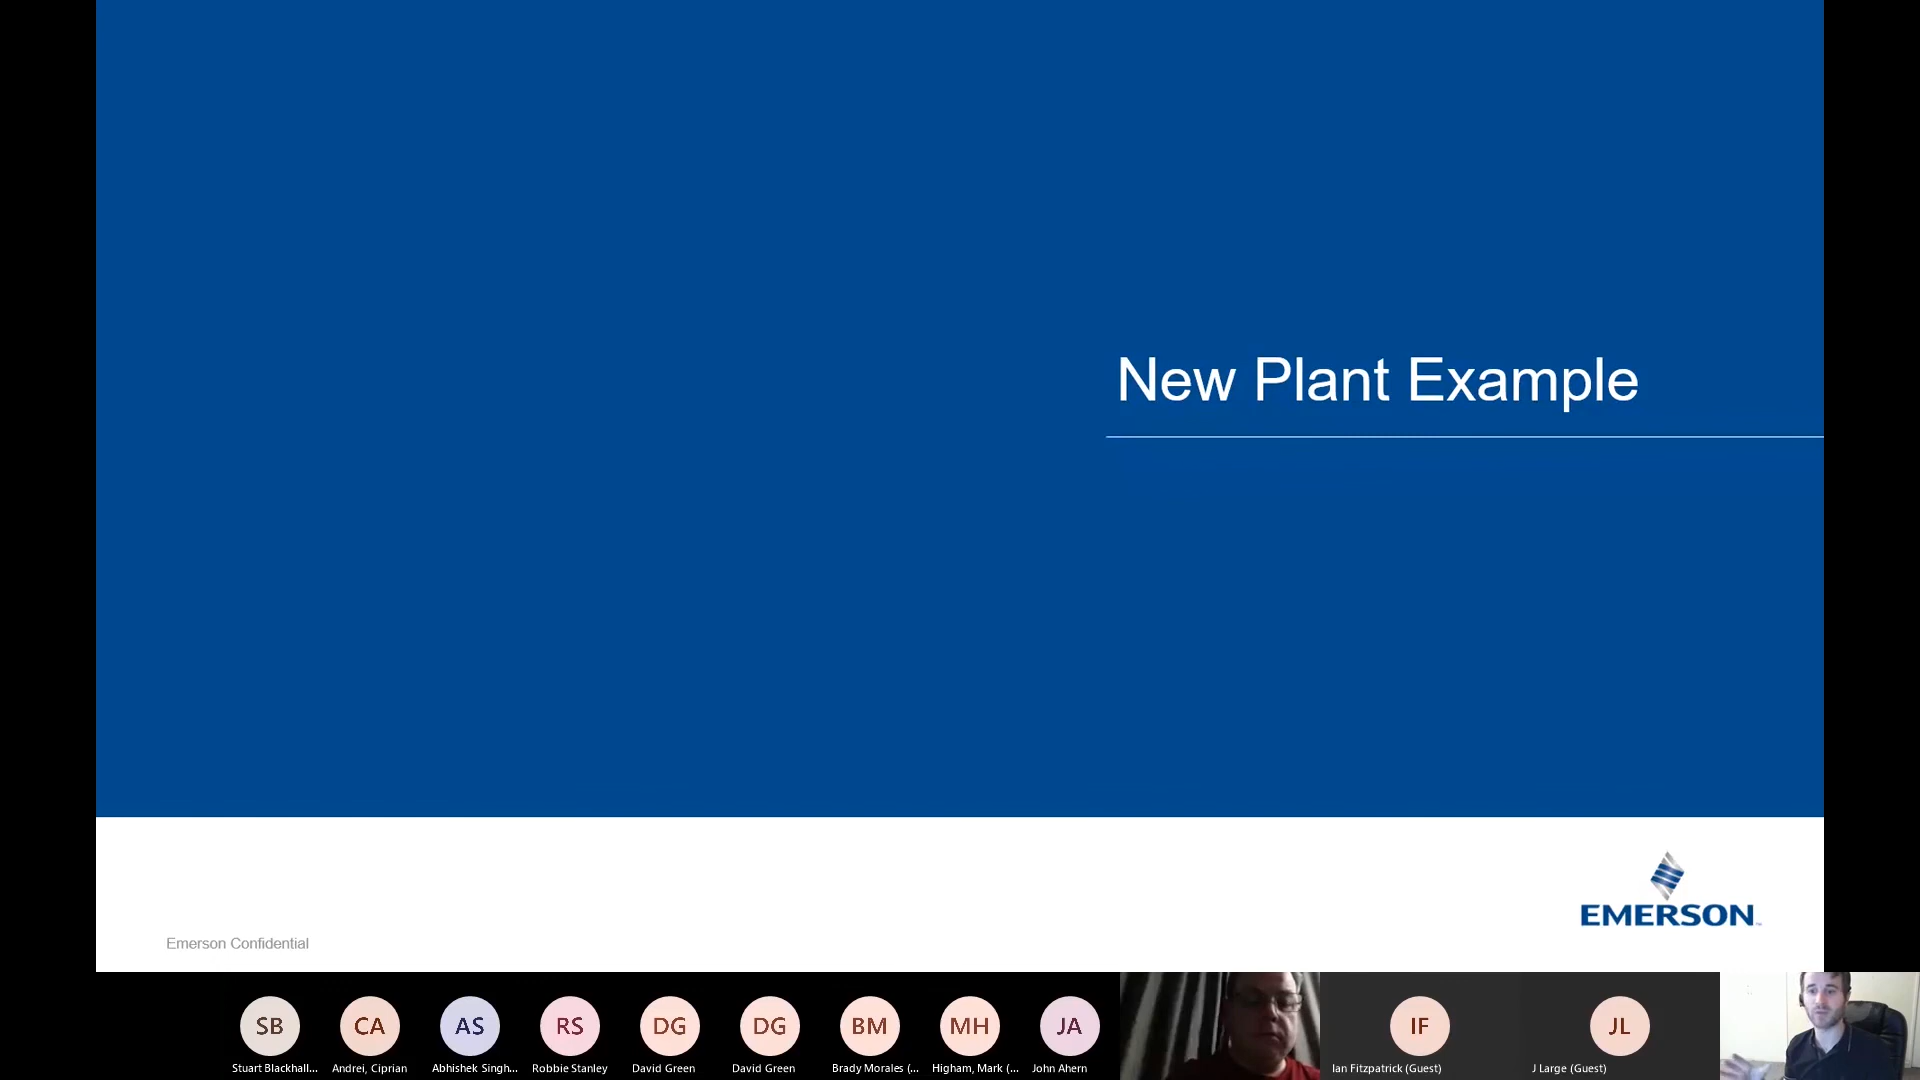 New Plant Example
EMERSON
Emerson Confidential
SB
CA
AS
RS
DG
DG
BM
MH
JA
IF
JL
Stuart Blackhall...
Andrei, Ciprian
Abhishek Singh...
Robbie Stanley
David Green
David Green
Brady Morales (...
Higham, Mark (...
John Ahern
Ian Fitzpatrick (Guest)
J Large (Guest)